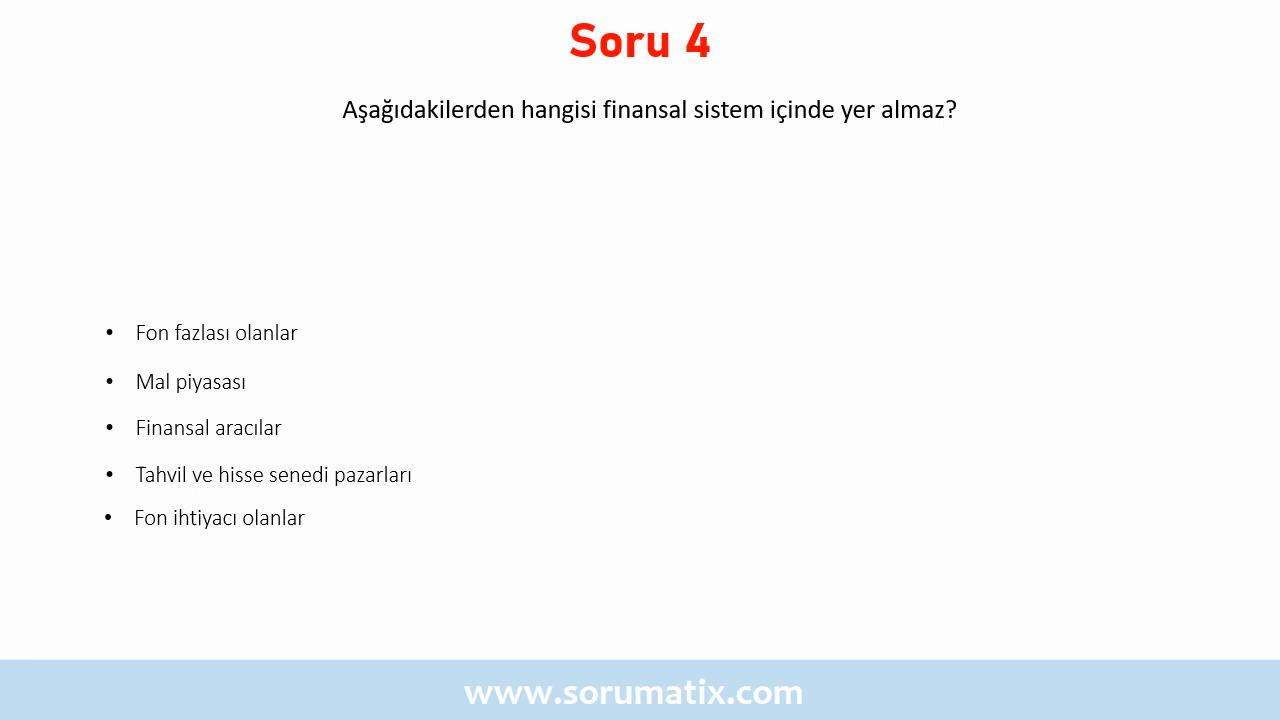 Soru 4
Aşağıdakilerden hangisi finansal sistem içinde yer almaz?
• Fon fazlası olanlar
• Mal piyasası
• Finansal aracılar
• Tahvil ve hisse senedi pazarları
• Fon ihtiyacı olanlar
www.sorumatix.com